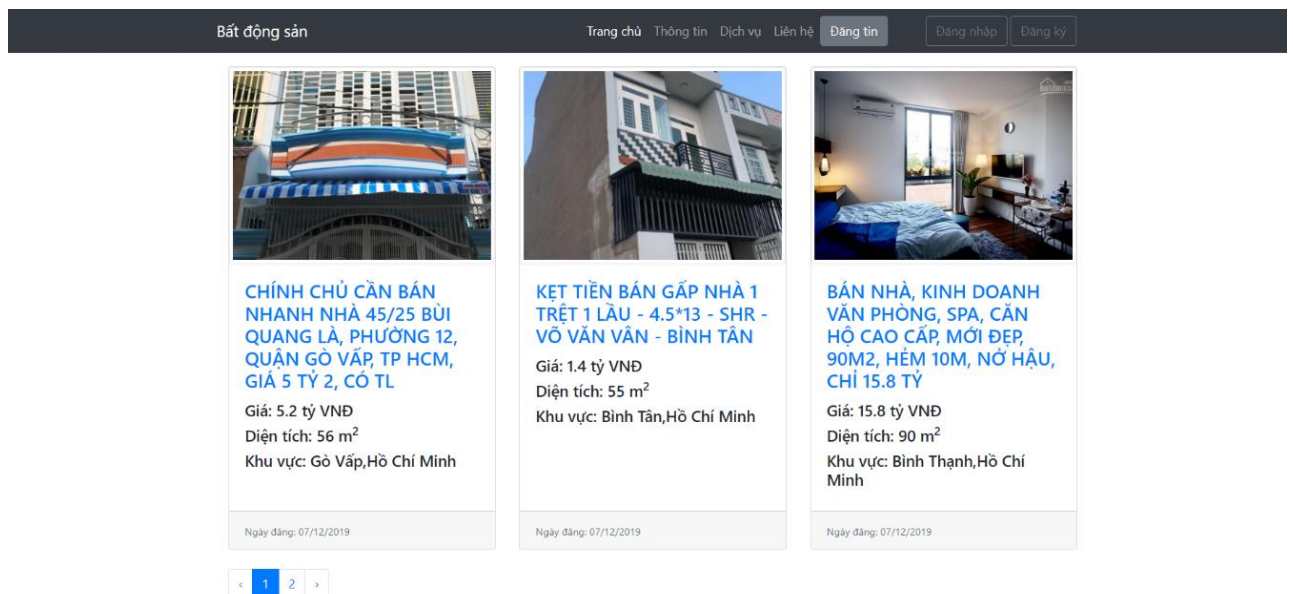 Bất động sản
Trang chủ Thông tin Dịch vụ Liên hệ Đăng tin Đăng nhập Đăng ký
CHÍNH CHỦ CẦN BÁN
NHANH NHÀ 45/25 BÙI
QUANG LÀ, PHƯỜNG 12,
QUẬN GÒ VẤP, TP HCM,
GIÁ 5 TỶ 2, CÓ TL
Giá: 5.2 tỷ VNĐ
Diện tích: 56 m²
Khu vực: Gò Vấp,Hồ Chí Minh
Ngày đăng: 07/12/2019
KẸT TIỀN BÁN GẤP NHÀ 1
TRỆT 1 LẦU - 4.5*13 - SHR -
VÕ VĂN VÂN - BÌNH TÂN
Giá: 1.4 tỷ VNĐ
Diện tích: 55 m²
Khu vực: Bình Tân,Hồ Chí Minh
Ngày đăng: 07/12/2019
BÁN NHÀ, KINH DOANH
VĂN PHÒNG, SPA, CĂN
HỘ CAO CẤP, MỚI ĐẸP,
90M2, HẺM 10M, NỞ HẬU,
CHỈ 15.8 TỶ
Giá: 15.8 tỷ VNĐ
Diện tích: 90 m²
Khu vực: Bình Thạnh,Hồ Chí
Minh
Ngày đăng: 07/12/2019
‹ 1 2 ›